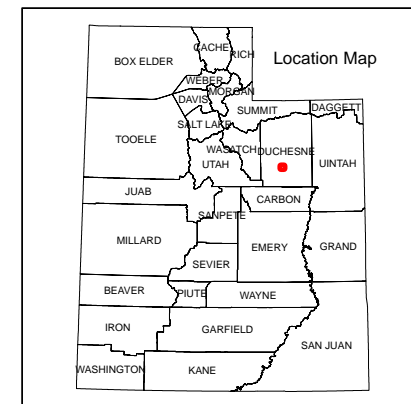 Location Map
CACHE
RICH
BOX ELDER
WEBER
MORGAN
DAVIS
SUMMIT
DAGGETT
SALT LAKE
TOOELE
WASATCH
DUCHESNE
UTAH
UINTAH
JUAB
CARBON
SANPETE
MILLARD
EMERY
GRAND
SEVIER
BEAVER
PIUTE
WAYNE
IRON
GARFIELD
SAN JUAN
WASHINGTON
KANE